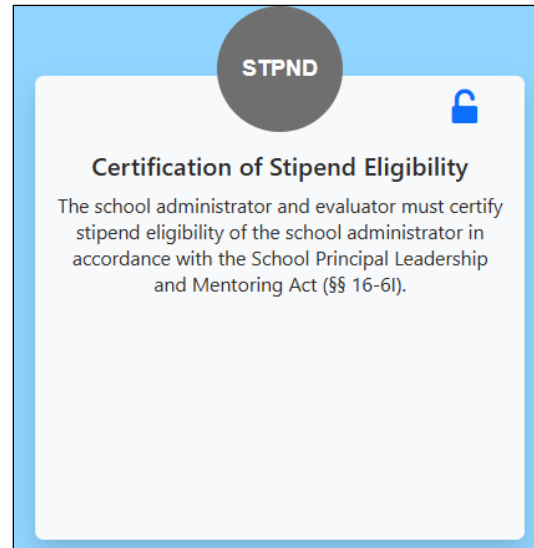 STPND
Certification of Stipend Eligibility
The school administrator and evaluator must certify
stipend eligibility of the school administrator in
accordance with the School Principal Leadership
and Mentoring Act (§§ 16-6I).